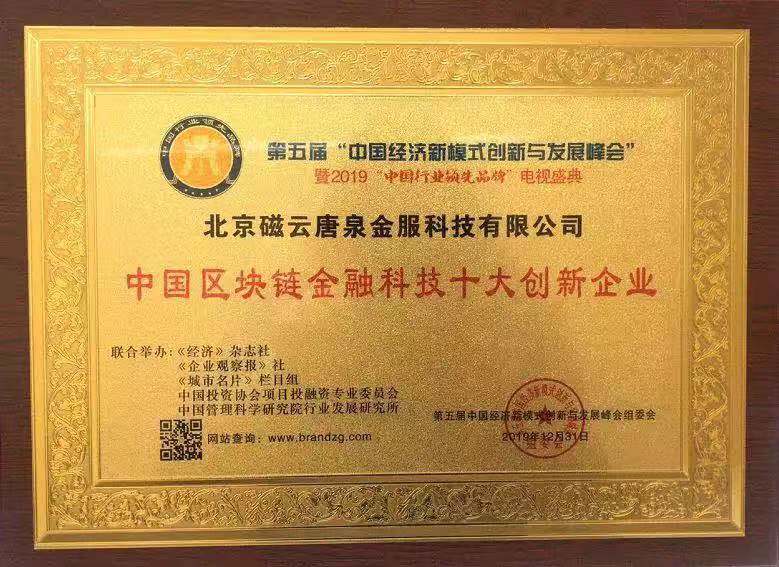 中国行业领先品牌
第五届“中国经济新模式创新与发展峰会”
暨2019“中国行业领先品牌”电视盛典
北京磁云唐泉金服科技有限公司
中国区块链金融科技十大创新企业
联合举办:《经济》杂志社
《企业观察报》社
《城市名片》栏目组
中国投资协会项目投融资专业委员会
中国管理科学研究院行业发展研究所
网站查询:www.brandzg.com
第五届中国经济新模式创新与发展峰会组委会
2019年12月31日